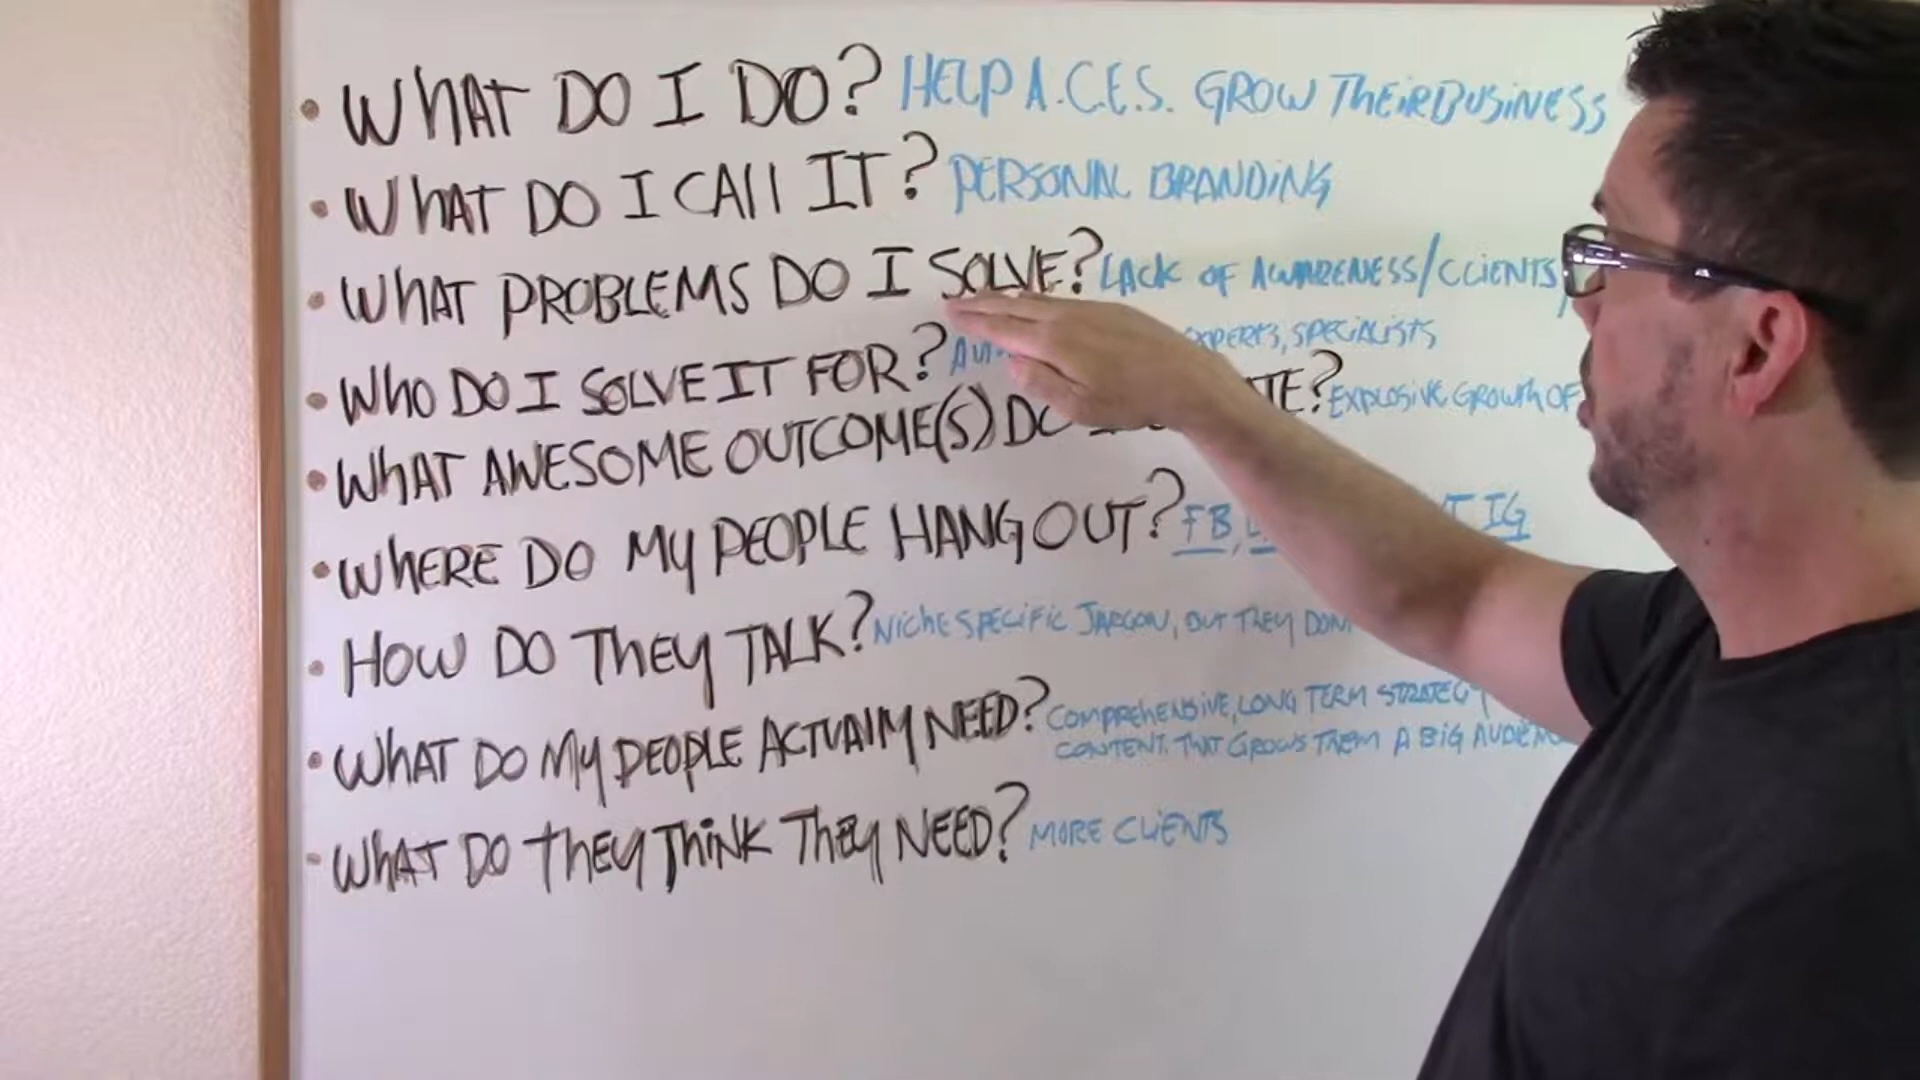 • WHAT DO I DO? HELP A.C.E.S. GROW THEIR BUSINESS
• WHAT DO I CALL IT? PERSONAL BRANDING
• WHAT PROBLEMS DO I SOLVE? LACK OF AWARENESS/CLIENTS/
• WHO DO I SOLVE IT FOR? SPECIALISTS
• WHAT AWESOME OUTCOME(S) DO I EXPLOSIVE GROWTH OF
• WHERE DO MY PEOPLE HANG OUT? FB, IG
• HOW DO THEY TALK? NICHE SPECIFIC JARGON, BUT THEY
• WHAT DO MY PEOPLE ACTUALLY NEED? COMPREHENSIVE, LONG TERM STRATEGY
CONTENT THAT GROWS THEM A BIG
• WHAT DO THEY THINK THEY NEED? MORE CLIENTS